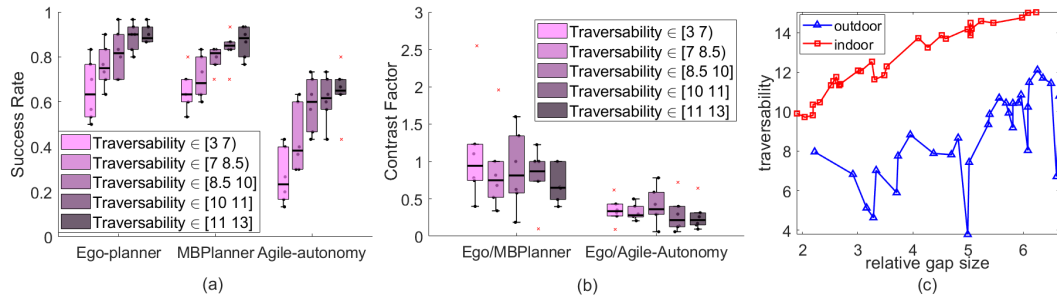 (a)
Success Rate
1
0.8
0.6
0.4
0.2
0
Traversability ∈ [3 7)
Traversability ∈ [7 8.5)
Traversability ∈ [8.5 10]
Traversability ∈ [10 11]
Traversability ∈ [11 13]
Ego-planner
MBPlanner
Agile-autonomy
(b)
Contrast Factor
3
2.5
2
1.5
1
0.5
0
Traversability ∈ [3 7)
Traversability ∈ [7 8.5)
Traversability ∈ [8.5 10]
Traversability ∈ [10 11]
Traversability ∈ [11 13]
Ego/MBPlanner
Ego/Agile-Autonomy
(c)
traversability
14
12
10
8
6
4
outdoor
indoor
2
3
4
5
6
relative gap size